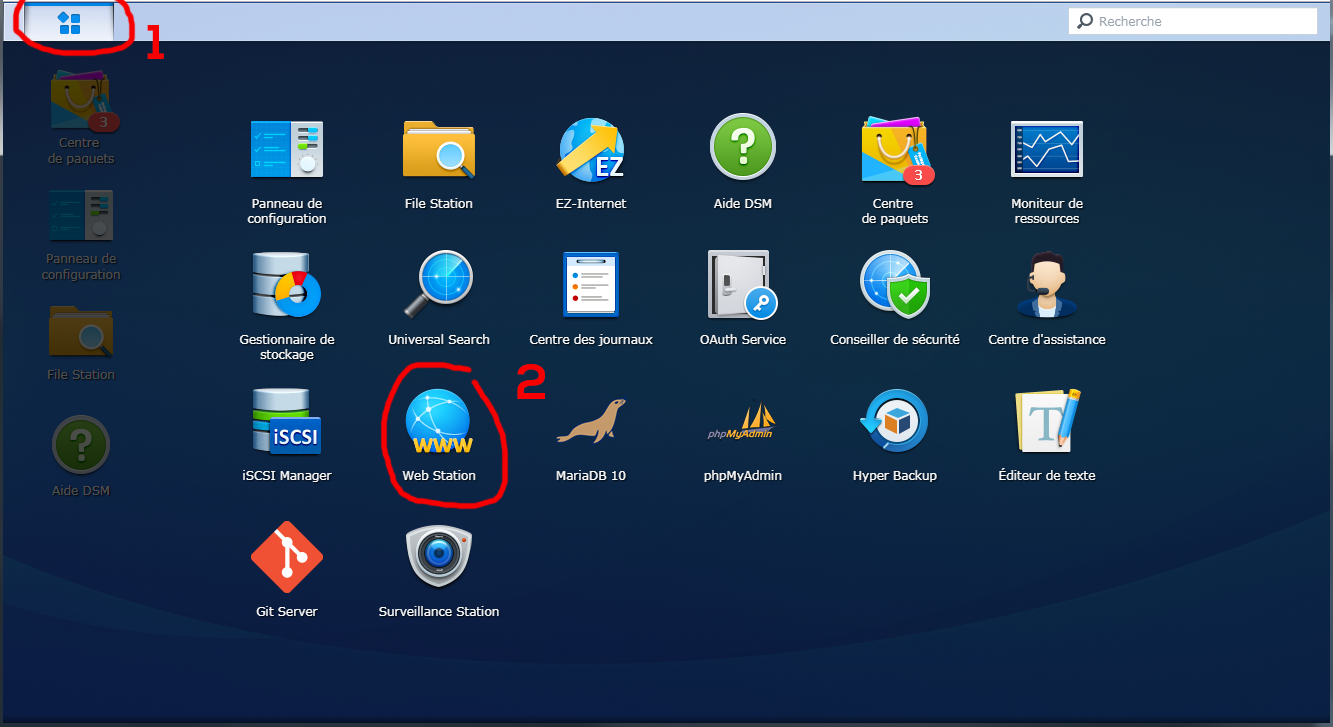 1
Recherche
3
Centre
de paquets
Panneau de
configuration
File Station
Aide DSM
Panneau de
configuration
File Station
EZ
EZ-Internet
?
Aide DSM
3
Centre
de paquets
Moniteur de
ressources
Gestionnaire de
stockage
Universal Search
Centre des journaux
OAuth Service
Conseiller de sécurité
Centre d'assistance
iSCSI
iSCSI Manager
WWW
Web Station
2
MariaDB 10
phpMyAdmin
phpMyAdmin
Hyper Backup
T
Éditeur de texte
Git Server
Surveillance Station